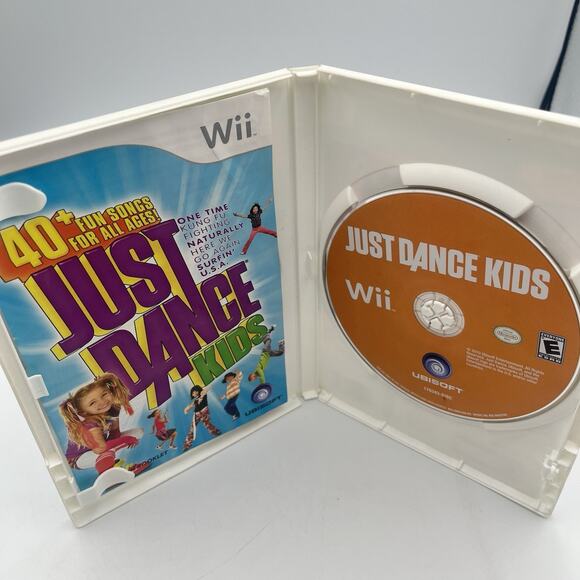 Wii
40+ FUN SONGS
FOR ALL AGES!
ONE TIME
KUNG FU
FIGHTING
NATURALLY
HERE WE
GO AGAIN
SURFIN'
U.S.A.
JUST
DANCE
KIDS
UBISOFT
BOOKLET
JUST DANCE KIDS
Wii
E
UBISOFT